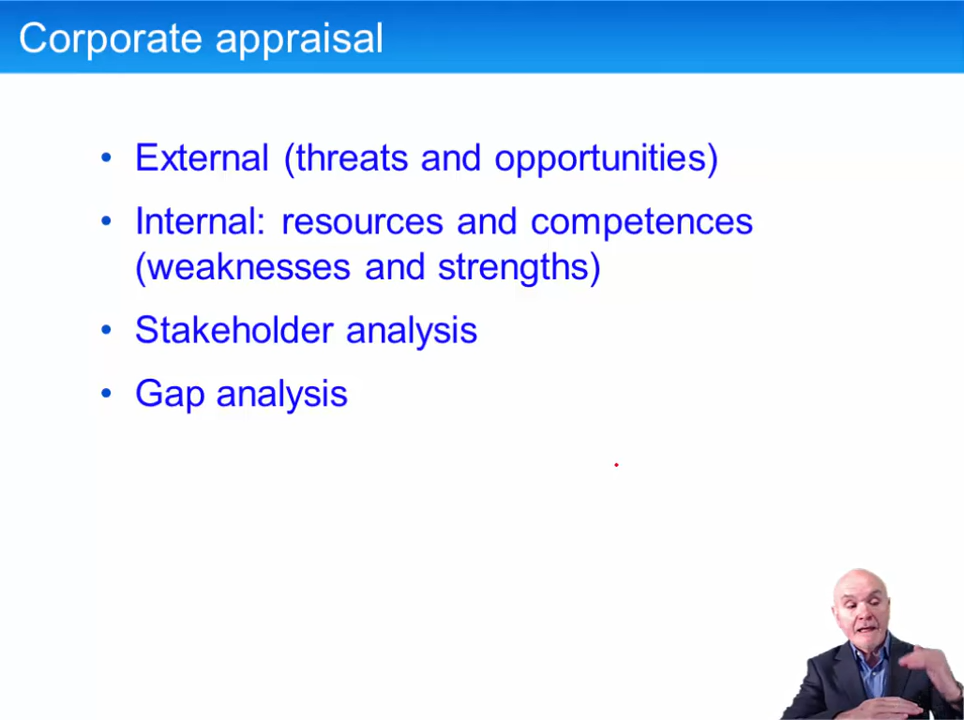 Corporate appraisal
• External (threats and opportunities)
• Internal: resources and competences
(weaknesses and strengths)
• Stakeholder analysis
• Gap analysis